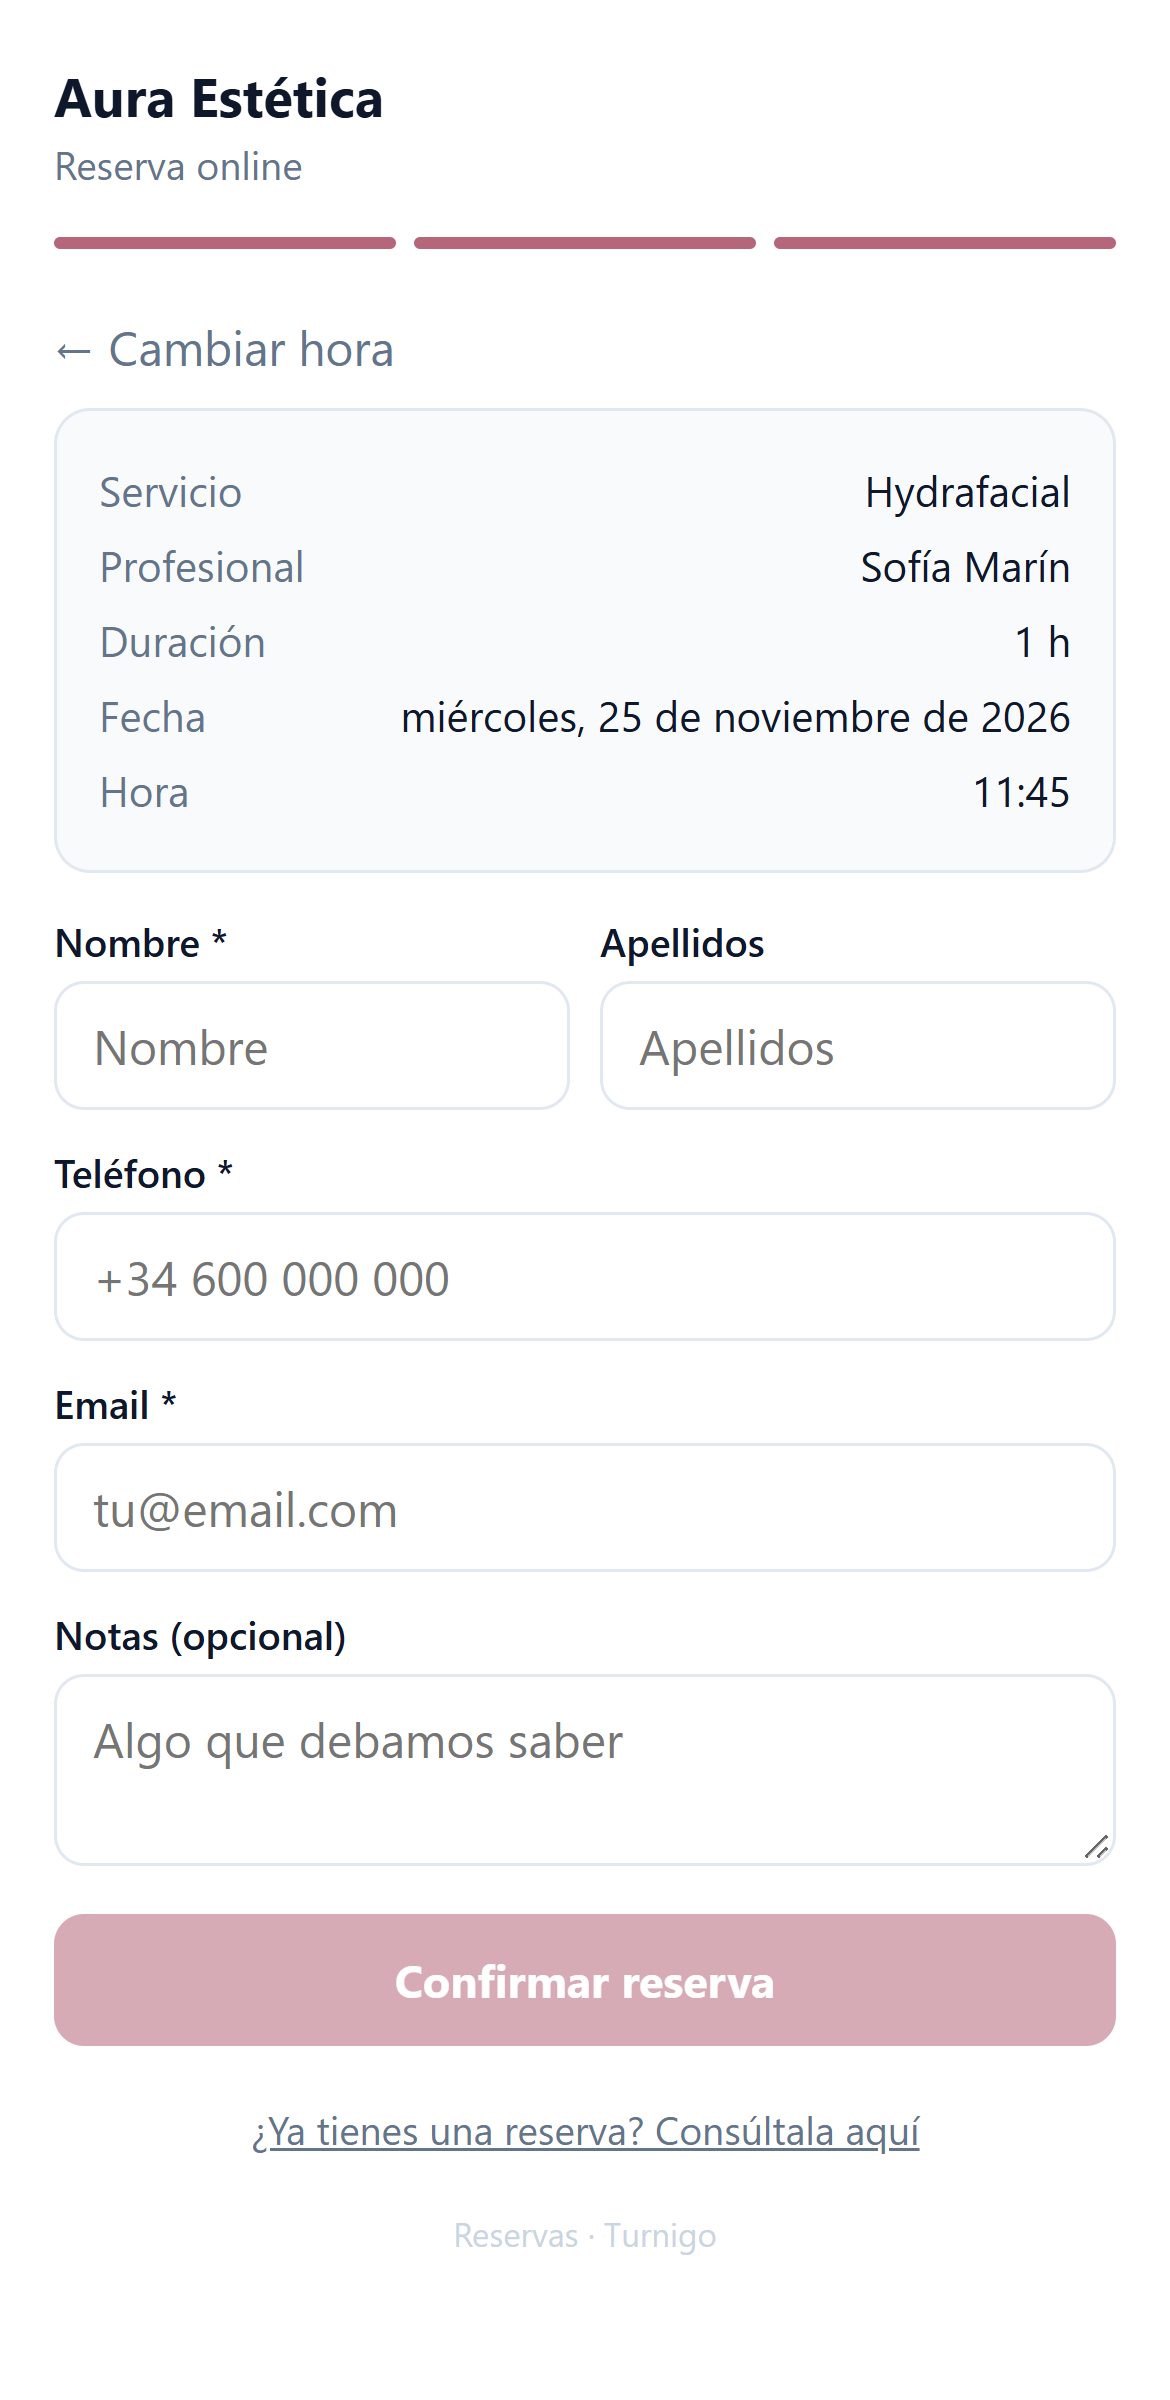 Aura Estética
Reserva online
← Cambiar hora
Servicio Hydrafacial
Profesional Sofía Marín
Duración 1 h
Fecha miércoles, 25 de noviembre de 2026
Hora 11:45
Nombre * Apellidos
Nombre Apellidos
Teléfono *
+34 600 000 000
Email *
tu@email.com
Notas (opcional)
Algo que debamos saber
Confirmar reserva
¿Ya tienes una reserva? Consúltala aquí
Reservas · Turnigo